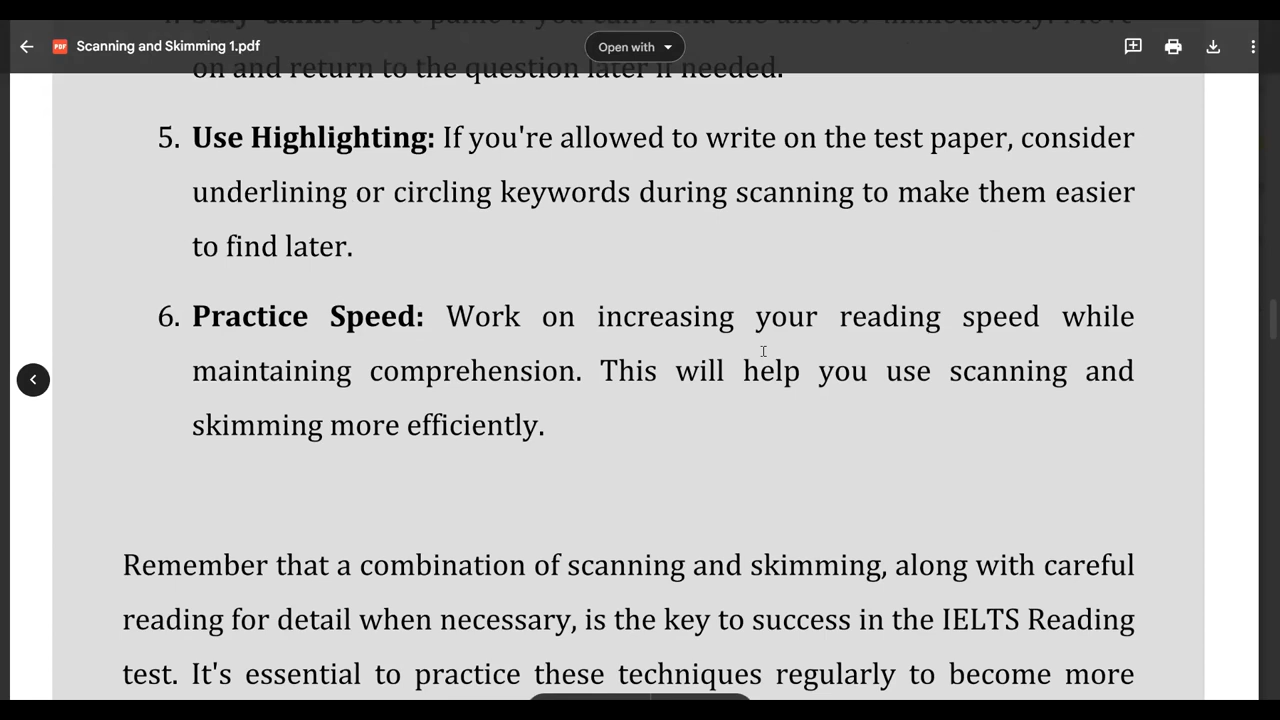 Scanning and Skimming 1.pdf
Open with
on and return to the question later if needed.
5. Use Highlighting: If you're allowed to write on the test paper, consider
underlining or circling keywords during scanning to make them easier
to find later.
6. Practice Speed: Work on increasing your reading speed while
maintaining comprehension. This will help you use scanning and
skimming more efficiently.
Remember that a combination of scanning and skimming, along with careful
reading for detail when necessary, is the key to success in the IELTS Reading
test. It's essential to practice these techniques regularly to become more